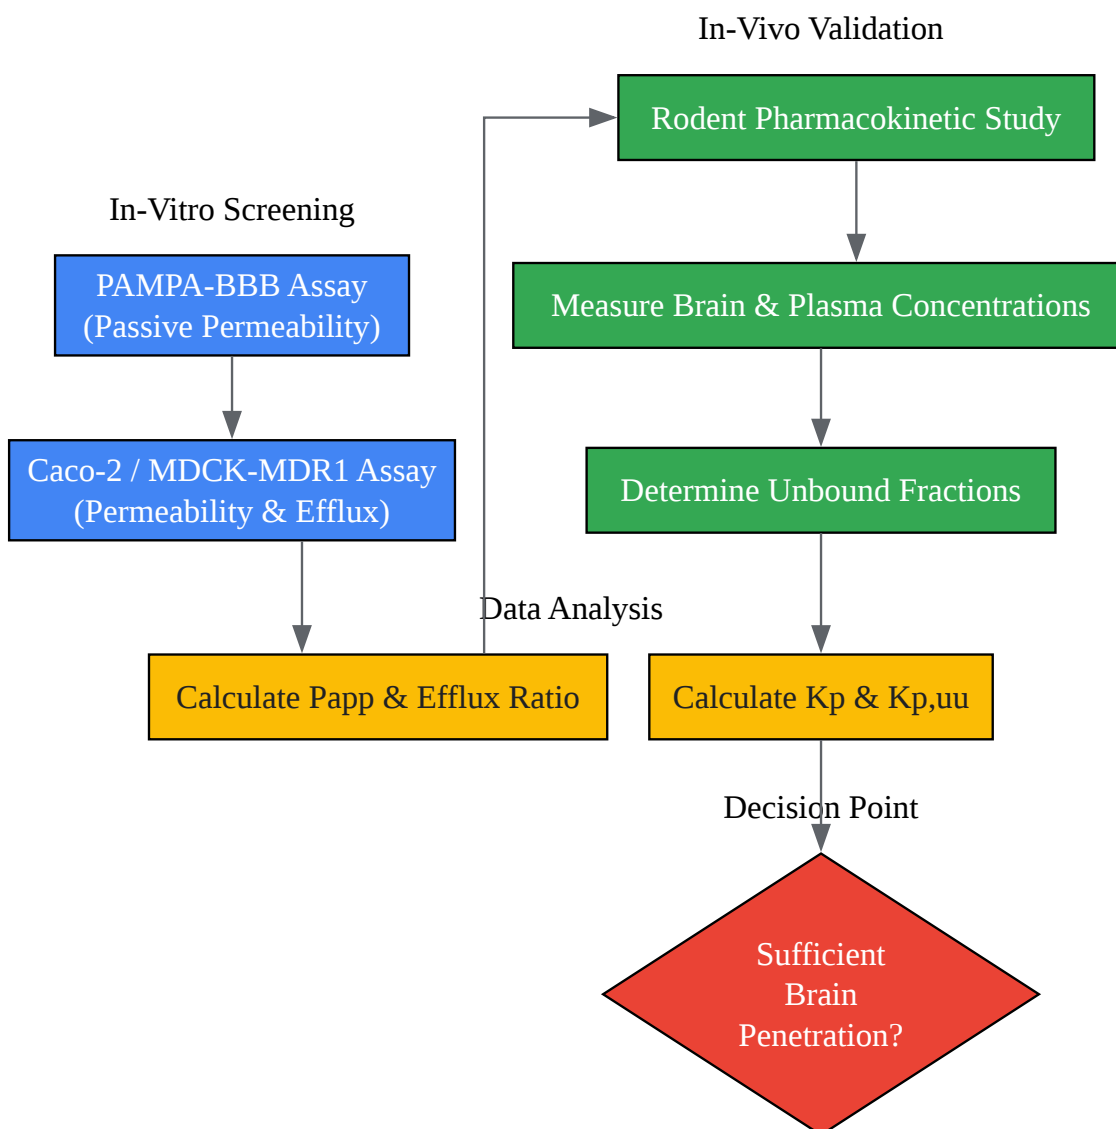 In-Vivo Validation
Rodent Pharmacokinetic Study
In-Vitro Screening
PAMPA-BBB Assay
(Passive Permeability)
Measure Brain & Plasma Concentrations
Caco-2 / MDCK-MDR1 Assay
(Permeability & Efflux)
Determine Unbound Fractions
Data Analysis
Calculate Papp & Efflux Ratio
Calculate Kp & Kp,uu
Decision Point
Sufficient
Brain
Penetration?